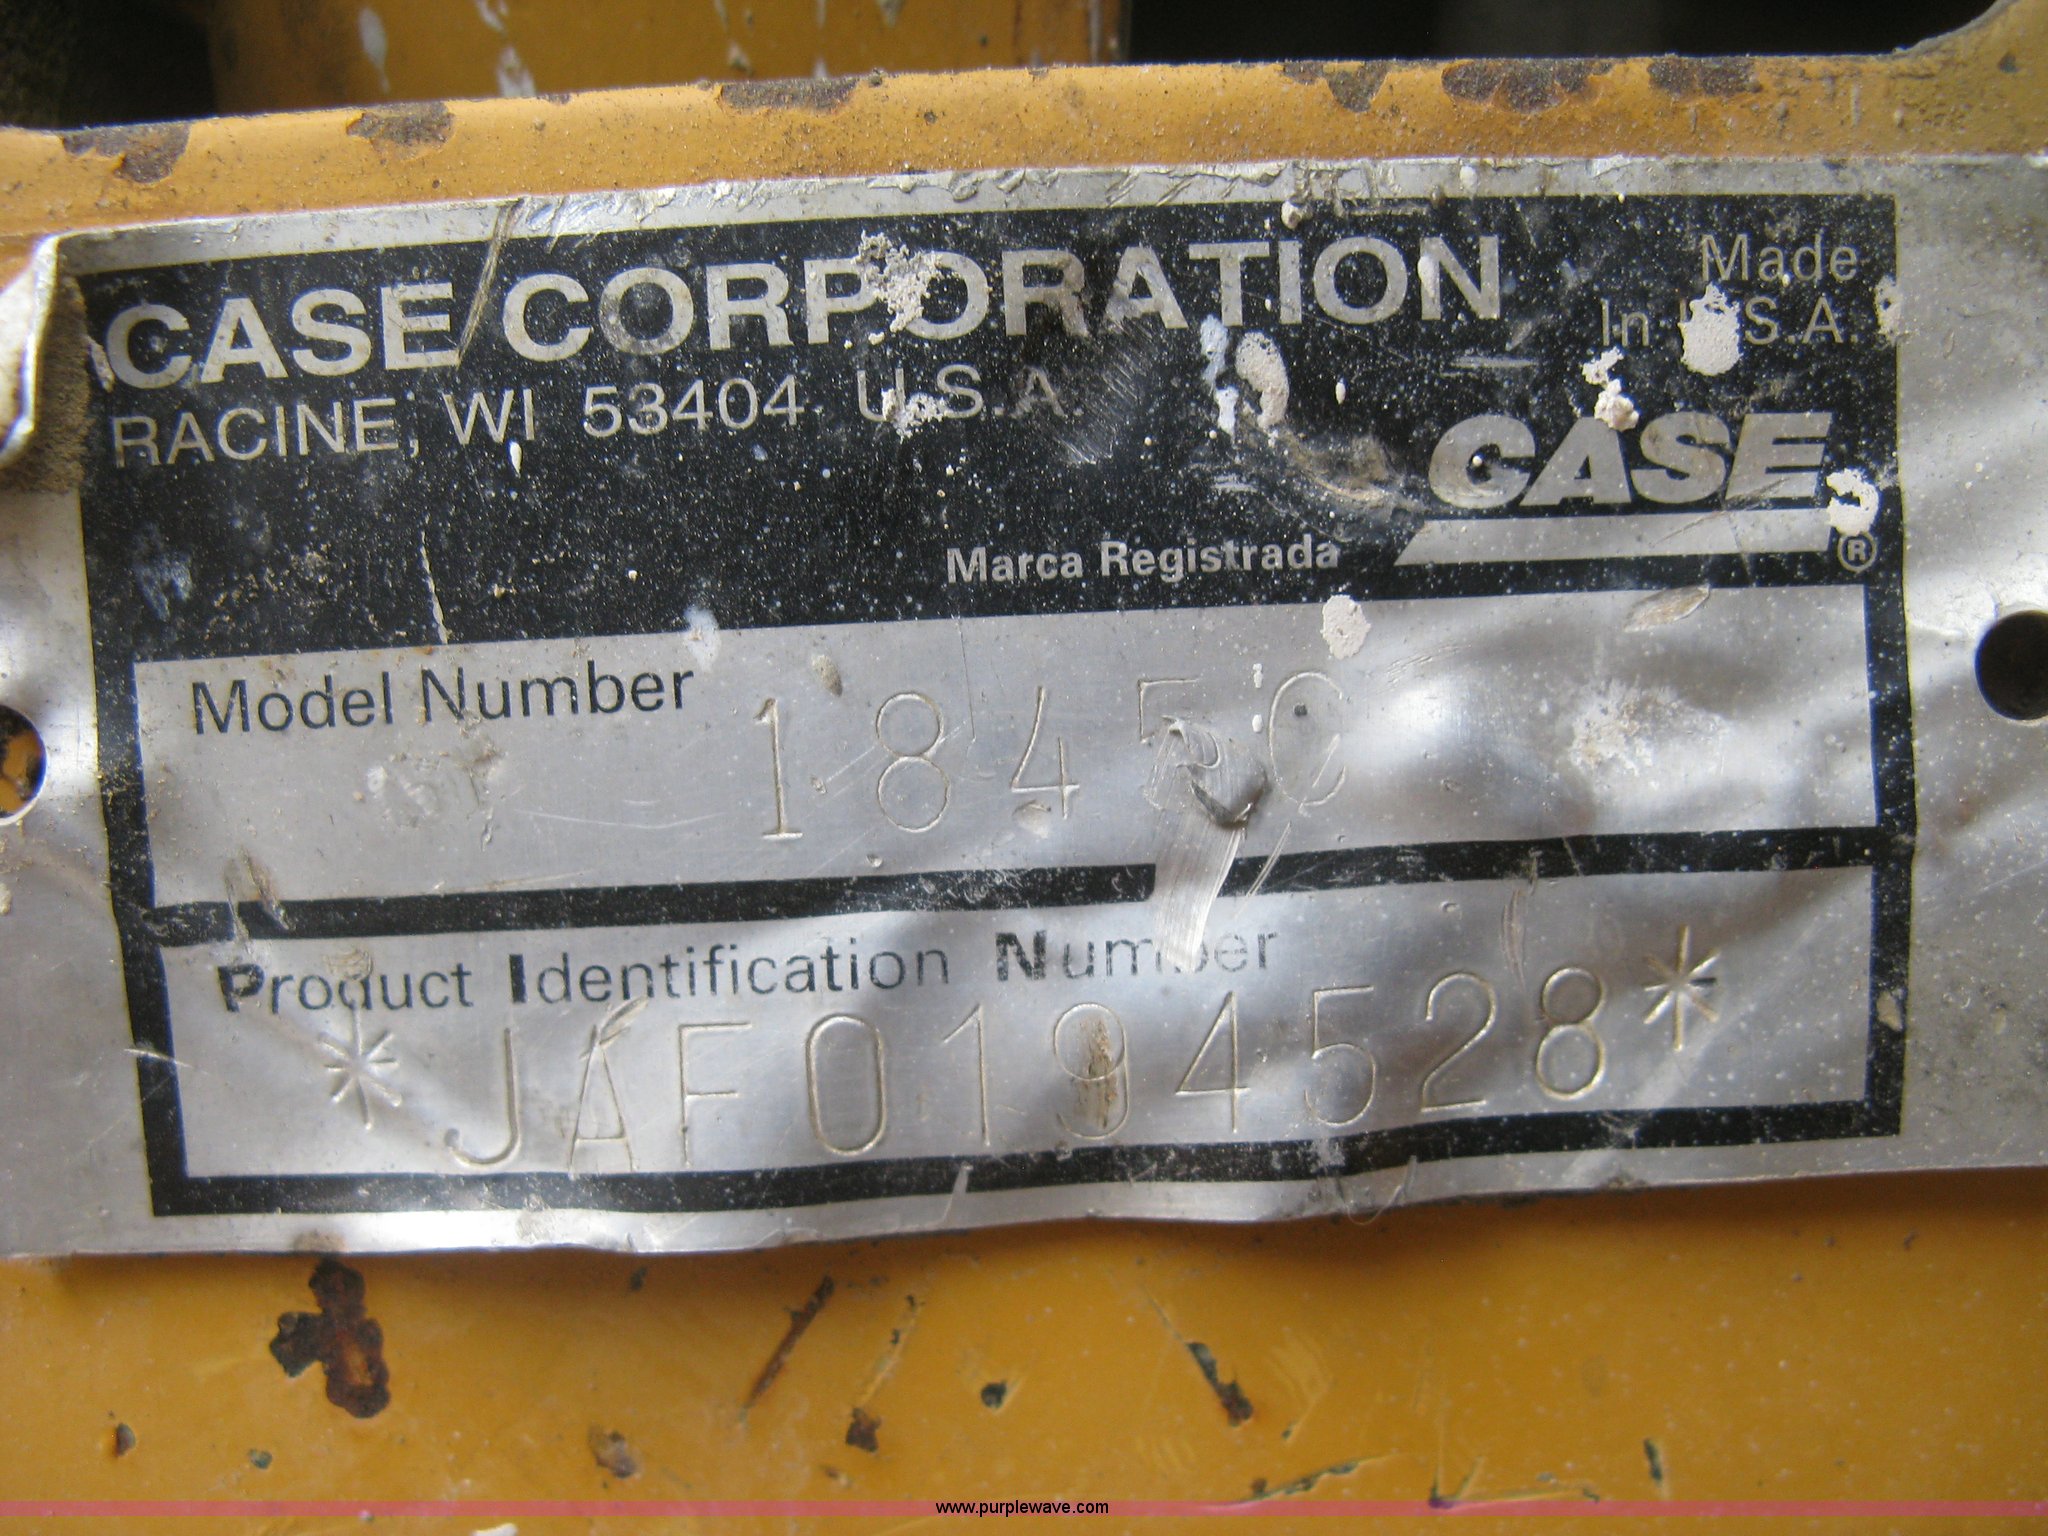 CASE CORPORATION
RACINE, WI 53404 U.S.A.
Made
In U.S.A.
CASE
®
Marca Registrada
Model Number
1845C
Product Identification Number
*JAF0194528*
www.purplewave.com